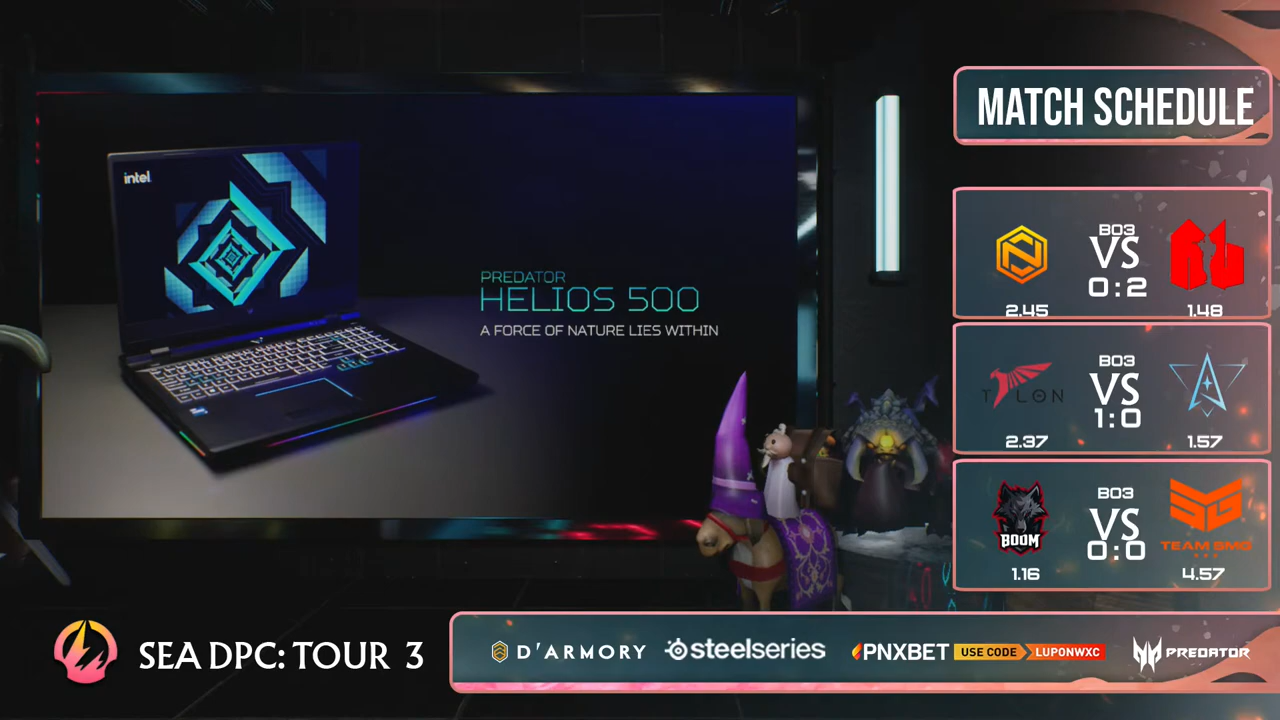 intel
PREDATOR
HELIOS 500
A FORCE OF NATURE LIES WITHIN
MATCH SCHEDULE
BO3
VS
0:2
2.45
1.48
TALON
BO3
VS
1:0
2.37
1.57
BOOM
BO3
VS
0:0
TEAM SMG
1.16
4.57
SEA DPC: TOUR 3
D'ARMORY
steelseries
PNXBET USE CODE LUPONWXC
PREDATOR